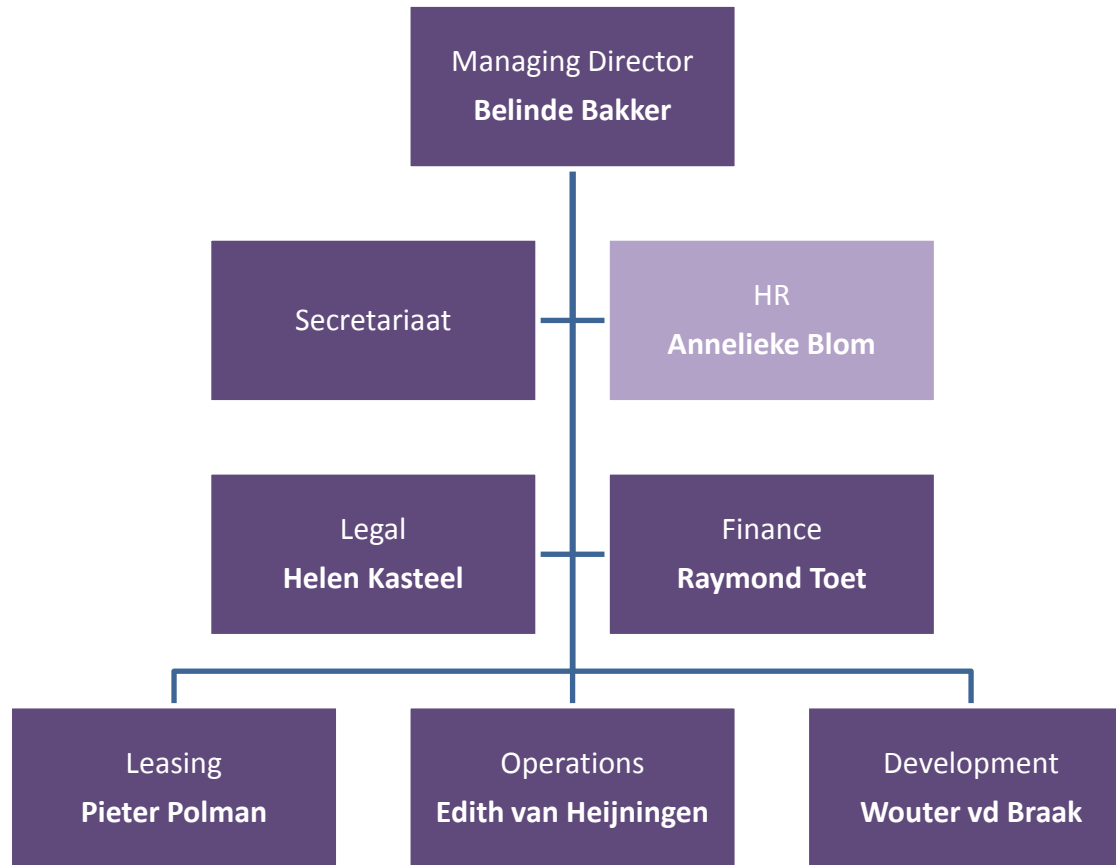 Managing Director
Belinde Bakker
Secretariaat
HR
Annelieke Blom
Legal
Helen Kasteel
Finance
Raymond Toet
Leasing
Pieter Polman
Operations
Edith van Heijningen
Development
Wouter vd Braak